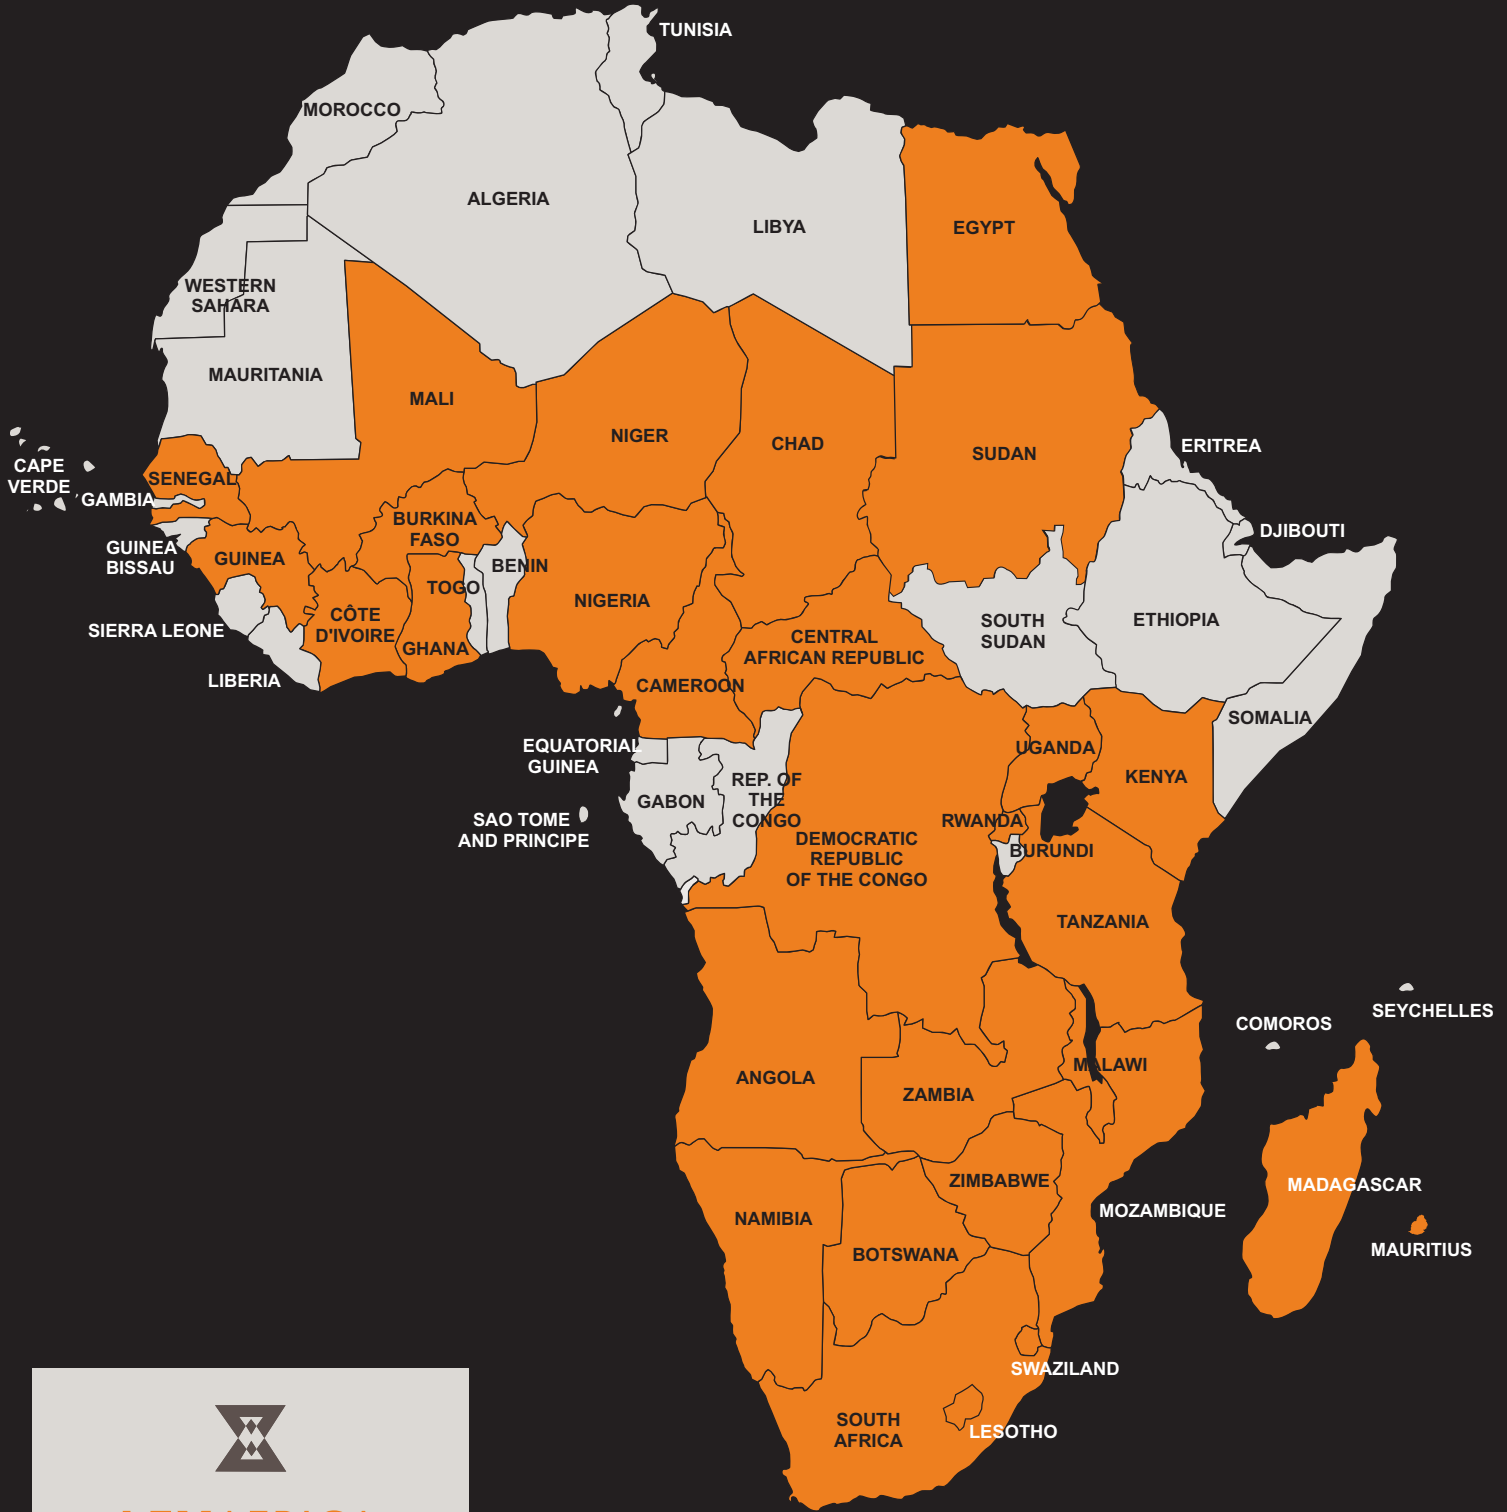 TUNISIA
MOROCCO
ALGERIA
LIBYA
EGYPT
WESTERN
SAHARA
MAURITANIA
MALI
NIGER
CHAD
SUDAN
ERITREA
CAPE
VERDE
SENEGAL
GAMBIA
BURKINA
FASO
DJIBOUTI
GUINEA
BISSAU
GUINEA
BENIN
TOGO
NIGERIA
CÔTE
D'IVOIRE
GHANA
SIERRA LEONE
LIBERIA
CENTRAL
AFRICAN REPUBLIC
SOUTH
SUDAN
ETHIOPIA
CAMEROON
SOMALIA
EQUATORIAL
GUINEA
UGANDA
KENYA
GABON
REP. OF
THE
CONGO
SAO TOME
AND PRINCIPE
RWANDA
BURUNDI
DEMOCRATIC
REPUBLIC
OF THE CONGO
TANZANIA
SEYCHELLES
COMOROS
ANGOLA
ZAMBIA
MALAWI
ZIMBABWE
MADAGASCAR
NAMIBIA
MOZAMBIQUE
BOTSWANA
MAURITIUS
SWAZILAND
SOUTH
AFRICA
LESOTHO